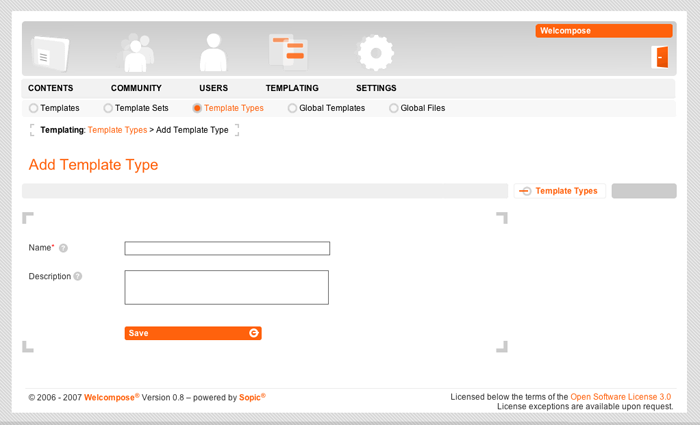 Welcompose
CONTENTS COMMUNITY USERS TEMPLATING SETTINGS
Templates Template Sets Template Types Global Templates Global Files
Templating: Template Types > Add Template Type
Add Template Type
Template Types
Name* ?
Description ?
Save
© 2006 - 2007 Welcompose® Version 0.8 – powered by Sopic®
Licensed below the terms of the Open Software License 3.0
License exceptions are available upon request.